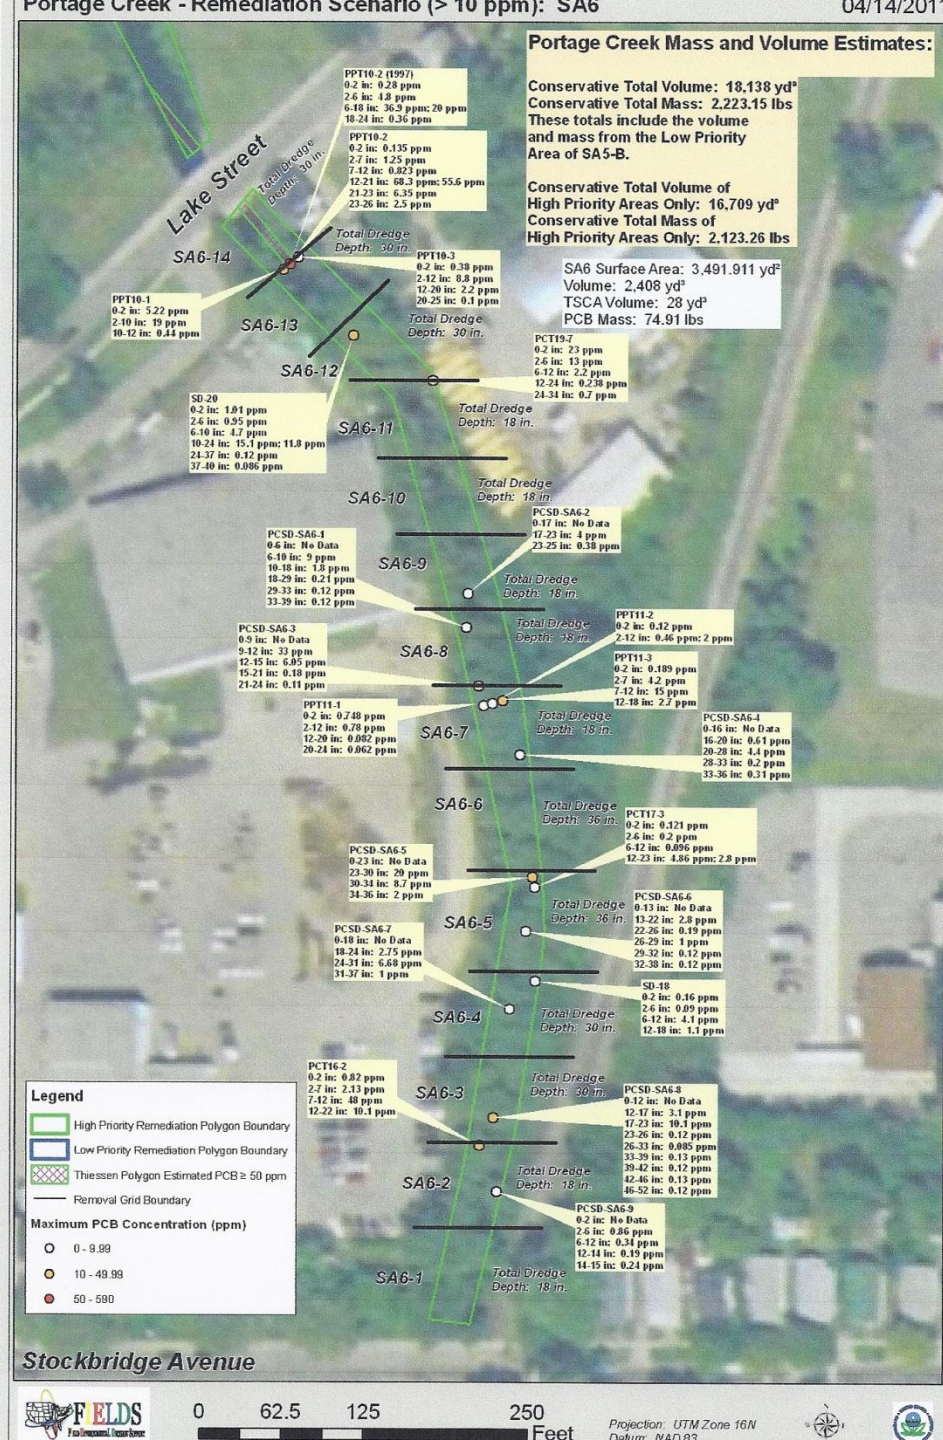 Portage Creek - Remediation Scenario (> 10 ppm): SA6
04/14/2011
Portage Creek Mass and Volume Estimates:
Conservative Total Volume: 18,138 yd³
Conservative Total Mass: 2,223.15 lbs
These totals include the volume
and mass from the Low Priority
Area of SA5-B.
Conservative Total Volume of
High Priority Areas Only: 16,709 yd³
Conservative Total Mass of
High Priority Areas Only: 2,123.26 lbs
SA6 Surface Area: 3,491.911 yd²
Volume: 2,408 yd³
TSCA Volume: 28 yd³
PCB Mass: 74.91 lbs
PPT10-2 (1997)
0-2 in: 0.28 ppm
2-6 in: 4.8 ppm
6-18 in: 36.9 ppm; 20 ppm
18-24 in: 0.36 ppm
PPT10-2
0-2 in: 0.135 ppm
2-7 in: 1.25 ppm
7-12 in: 0.823 ppm
12-21 in: 68.3 ppm; 55.6 ppm
21-23 in: 6.35 ppm
23-26 in: 2.5 ppm
Lake Street
Total Dredge
Depth: 30 in.
SA6-14
Total Dredge
Depth: 30 in.
PPT10-3
0-2 in: 0.38 ppm
2-12 in: 8.8 ppm
12-20 in: 2.2 ppm
20-25 in: 0.1 ppm
PPT10-1
0-2 in: 5.22 ppm
2-10 in: 19 ppm
10-12 in: 0.44 ppm
SA6-13
Total Dredge
Depth: 30 in.
PCT19-7
0-2 in: 23 ppm
2-6 in: 13 ppm
6-12 in: 2.2 ppm
12-24 in: 0.238 ppm
24-34 in: 0.7 ppm
SA6-12
SD-20
0-2 in: 1.01 ppm
2-6 in: 0.95 ppm
6-10 in: 4.7 ppm
10-24 in: 15.1 ppm; 11.8 ppm
24-37 in: 0.12 ppm
37-40 in: 0.086 ppm
SA6-11
Total Dredge
Depth: 18 in.
SA6-10
Total Dredge
Depth: 18 in.
PCSD-SA6-2
0-17 in: No Data
17-23 in: 4 ppm
23-25 in: 0.38 ppm
PCSD-SA6-1
0-6 in: No Data
6-10 in: 9 ppm
10-18 in: 1.8 ppm
18-29 in: 0.21 ppm
29-33 in: 0.12 ppm
33-39 in: 0.12 ppm
SA6-9
Total Dredge
Depth: 18 in.
PPT11-2
0-2 in: 0.12 ppm
2-12 in: 0.46 ppm; 2 ppm
PCSD-SA6-3
0-9 in: No Data
9-12 in: 33 ppm
12-15 in: 6.05 ppm
15-21 in: 0.18 ppm
21-24 in: 0.11 ppm
SA6-8
Total Dredge
Depth: 18 in.
PPT11-3
0-2 in: 0.189 ppm
2-7 in: 4.2 ppm
7-12 in: 15 ppm
12-18 in: 2.7 ppm
PPT11-1
0-2 in: 0.748 ppm
2-12 in: 0.78 ppm
12-20 in: 0.082 ppm
20-24 in: 0.062 ppm
SA6-7
Total Dredge
Depth: 18 in.
PCSD-SA6-4
0-16 in: No Data
16-20 in: 0.61 ppm
20-28 in: 4.4 ppm
28-33 in: 0.2 ppm
33-36 in: 0.31 ppm
SA6-6
Total Dredge
Depth: 36 in.
PCT17-3
0-2 in: 0.121 ppm
2-6 in: 0.2 ppm
6-12 in: 0.096 ppm
12-23 in: 4.86 ppm; 2.8 ppm
PCSD-SA6-5
0-23 in: No Data
23-30 in: 20 ppm
30-34 in: 8.7 ppm
34-36 in: 2 ppm
SA6-5
Total Dredge
Depth: 36 in.
PCSD-SA6-6
0-13 in: No Data
13-22 in: 2.8 ppm
22-26 in: 0.19 ppm
26-29 in: 1 ppm
29-32 in: 0.12 ppm
32-38 in: 0.12 ppm
PCSD-SA6-7
0-18 in: No Data
18-24 in: 2.75 ppm
24-31 in: 6.68 ppm
31-37 in: 1 ppm
SD-18
0-2 in: 0.16 ppm
2-6 in: 0.09 ppm
6-12 in: 4.1 ppm
12-18 in: 1.1 ppm
SA6-4
Total Dredge
Depth: 30 in.
PCT16-2
0-2 in: 0.82 ppm
2-7 in: 2.13 ppm
7-12 in: 48 ppm
12-22 in: 10.1 ppm
SA6-3
Total Dredge
Depth: 30 in.
PCSD-SA6-8
0-12 in: No Data
12-17 in: 3.1 ppm
17-23 in: 10.1 ppm
23-26 in: 0.12 ppm
26-33 in: 0.085 ppm
33-39 in: 0.13 ppm
39-42 in: 0.12 ppm
42-46 in: 0.13 ppm
46-52 in: 0.12 ppm
SA6-2
Total Dredge
Depth: 18 in.
PCSD-SA6-9
0-2 in: No Data
2-6 in: 0.86 ppm
6-12 in: 0.34 ppm
12-14 in: 0.19 ppm
14-15 in: 0.24 ppm
SA6-1
Total Dredge
Depth: 18 in.
Legend
High Priority Remediation Polygon Boundary
Low Priority Remediation Polygon Boundary
Thiessen Polygon Estimated PCB ≥ 50 ppm
Removal Grid Boundary
Maximum PCB Concentration (ppm)
0 - 9.99
10 - 49.99
50 - 590
Stockbridge Avenue
FIELDS
0 62.5 125 250
Feet
Projection: UTM Zone 16N
Datum: NAD 83